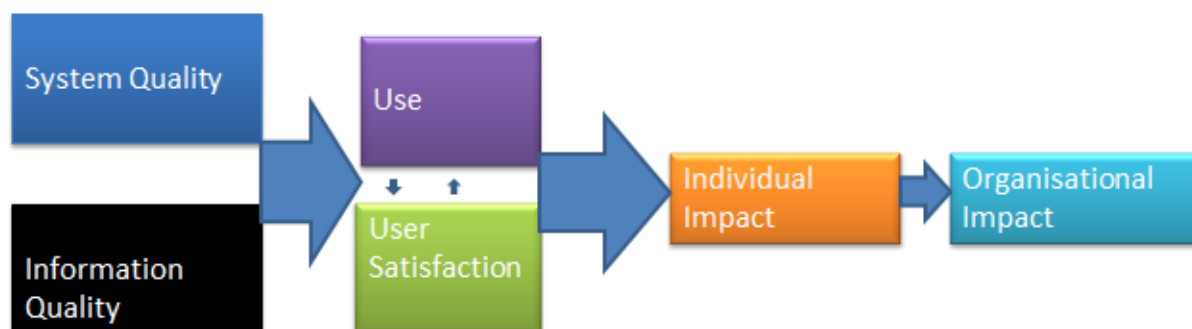 System Quality
Use
Individual
Impact
Organisational
Impact
User
Satisfaction
Information
Quality